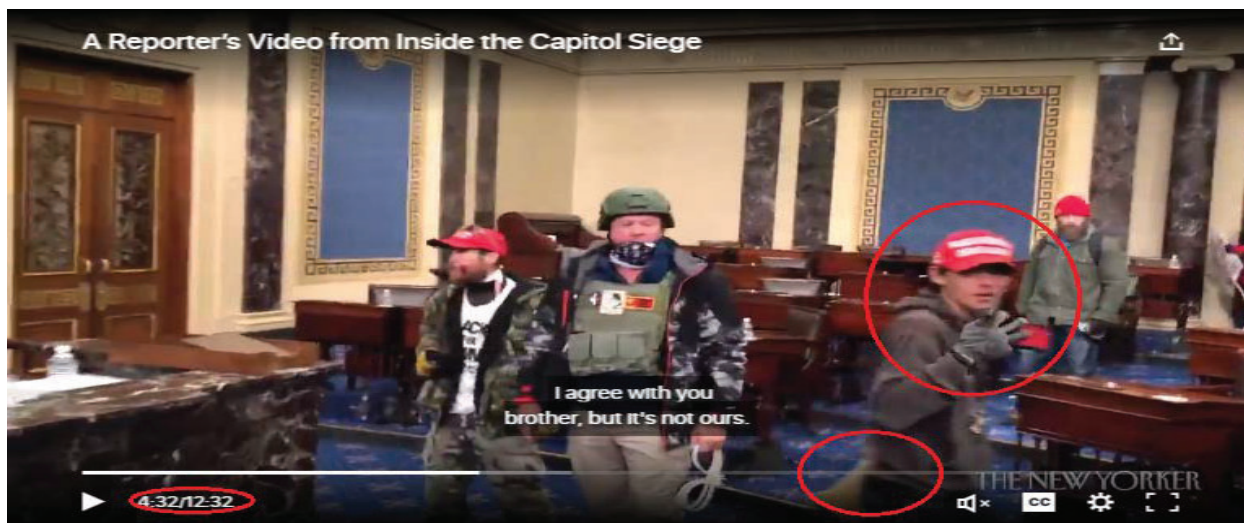 A Reporter's Video from Inside the Capitol Siege
I agree with you
brother, but it's not ours.
THE NEW YORKER
4:32/12:32
CC